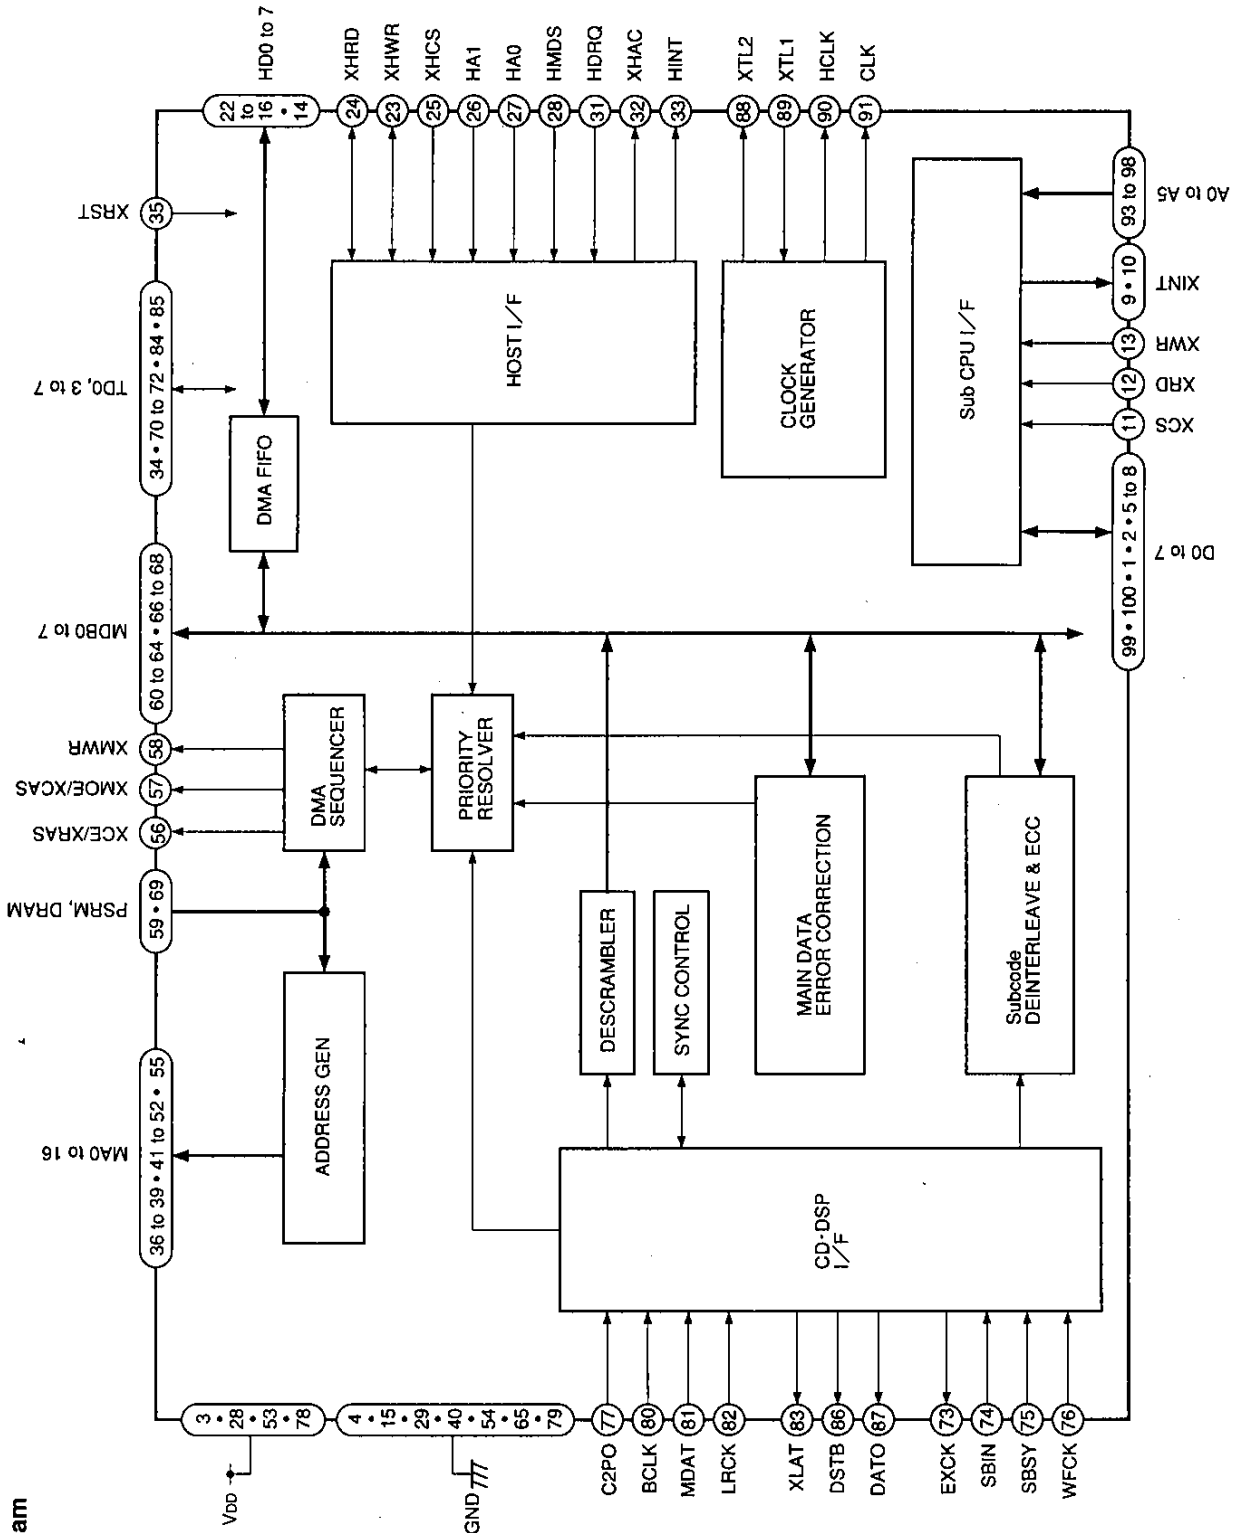 am
HD0 to 7
22
to
16 • 14
XHRD
24
XHWR
23
XHCS
25
HA1
26
HA0
27
HMDS
28
HDRQ
31
XHAC
32
HINT
33
XTL2
88
XTL1
89
HCLK
90
CLK
91
XRST
35
TD0, 3 to 7
34 • 70 to 72 • 84 • 85
MDB0 to 7
60 to 64 • 66 to 68
XMWR
58
XMOE/XCAS
57
XCE/XRAS
56
PSRM, DRAM
59 • 69
MA0 to 16
36 to 39 • 41 to 52 • 55
DMA FIFO
HOST I/F
CLOCK
GENERATOR
Sub CPU I/F
DMA
SEQUENCER
PRIORITY
RESOLVER
ADDRESS GEN
DESCRAMBLER
SYNC CONTROL
MAIN DATA
ERROR CORRECTION
Subcode
DEINTERLEAVE & ECC
CD-DSP
I/F
A0 to A5
93 to 98
XINT
9 • 10
XWR
13
XRD
12
XCS
11
D0 to 7
99 • 100 • 1 • 2 • 5 to 8
VDD
3 • 28 • 53 • 78
GND
4 • 15 • 29 • 40 • 54 • 65 • 79
C2PO
77
BCLK
80
MDAT
81
LRCK
82
XLAT
83
DSTB
86
DATO
87
EXCK
73
SBIN
74
SBSY
75
WFCK
76